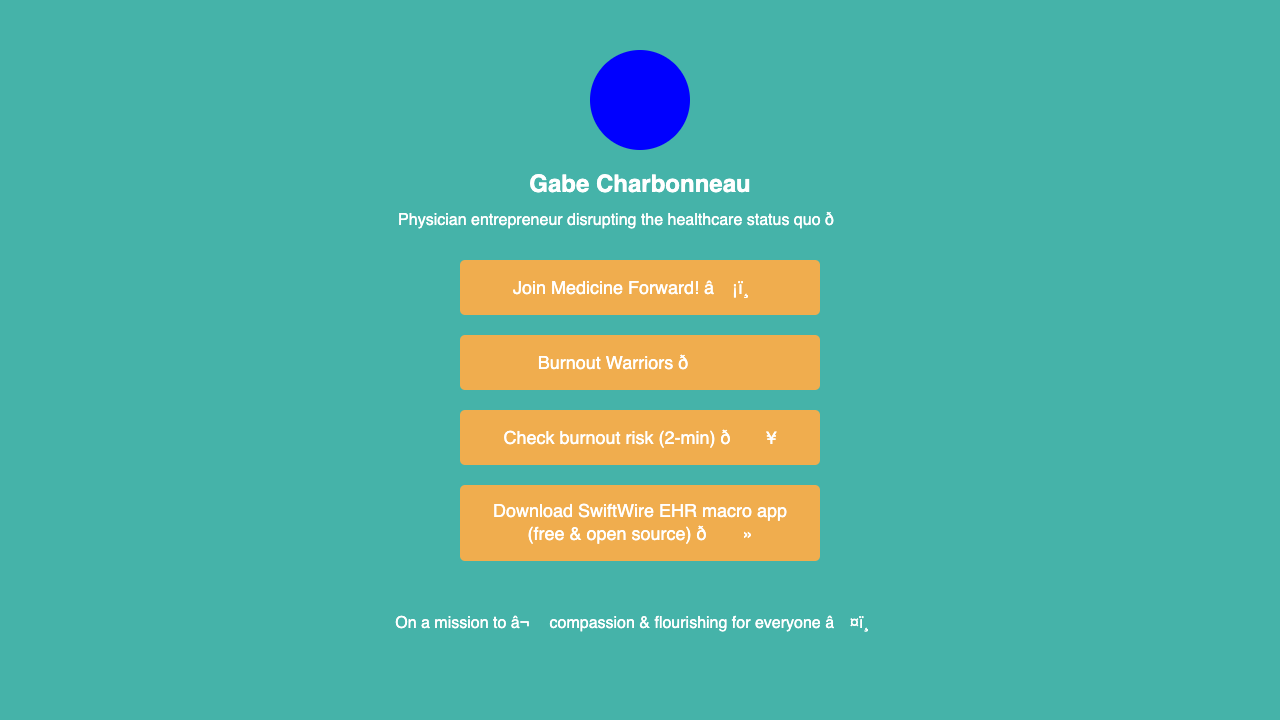 Gabe Charbonneau
Physician entrepreneur disrupting the healthcare status quo ð
Join Medicine Forward! â ¡ï¸
Burnout Warriors ð
Check burnout risk (2-min) ð ¥
Download SwiftWire EHR macro app
(free & open source) ð »
On a mission to â¬ compassion & flourishing for everyone â ¤ï¸